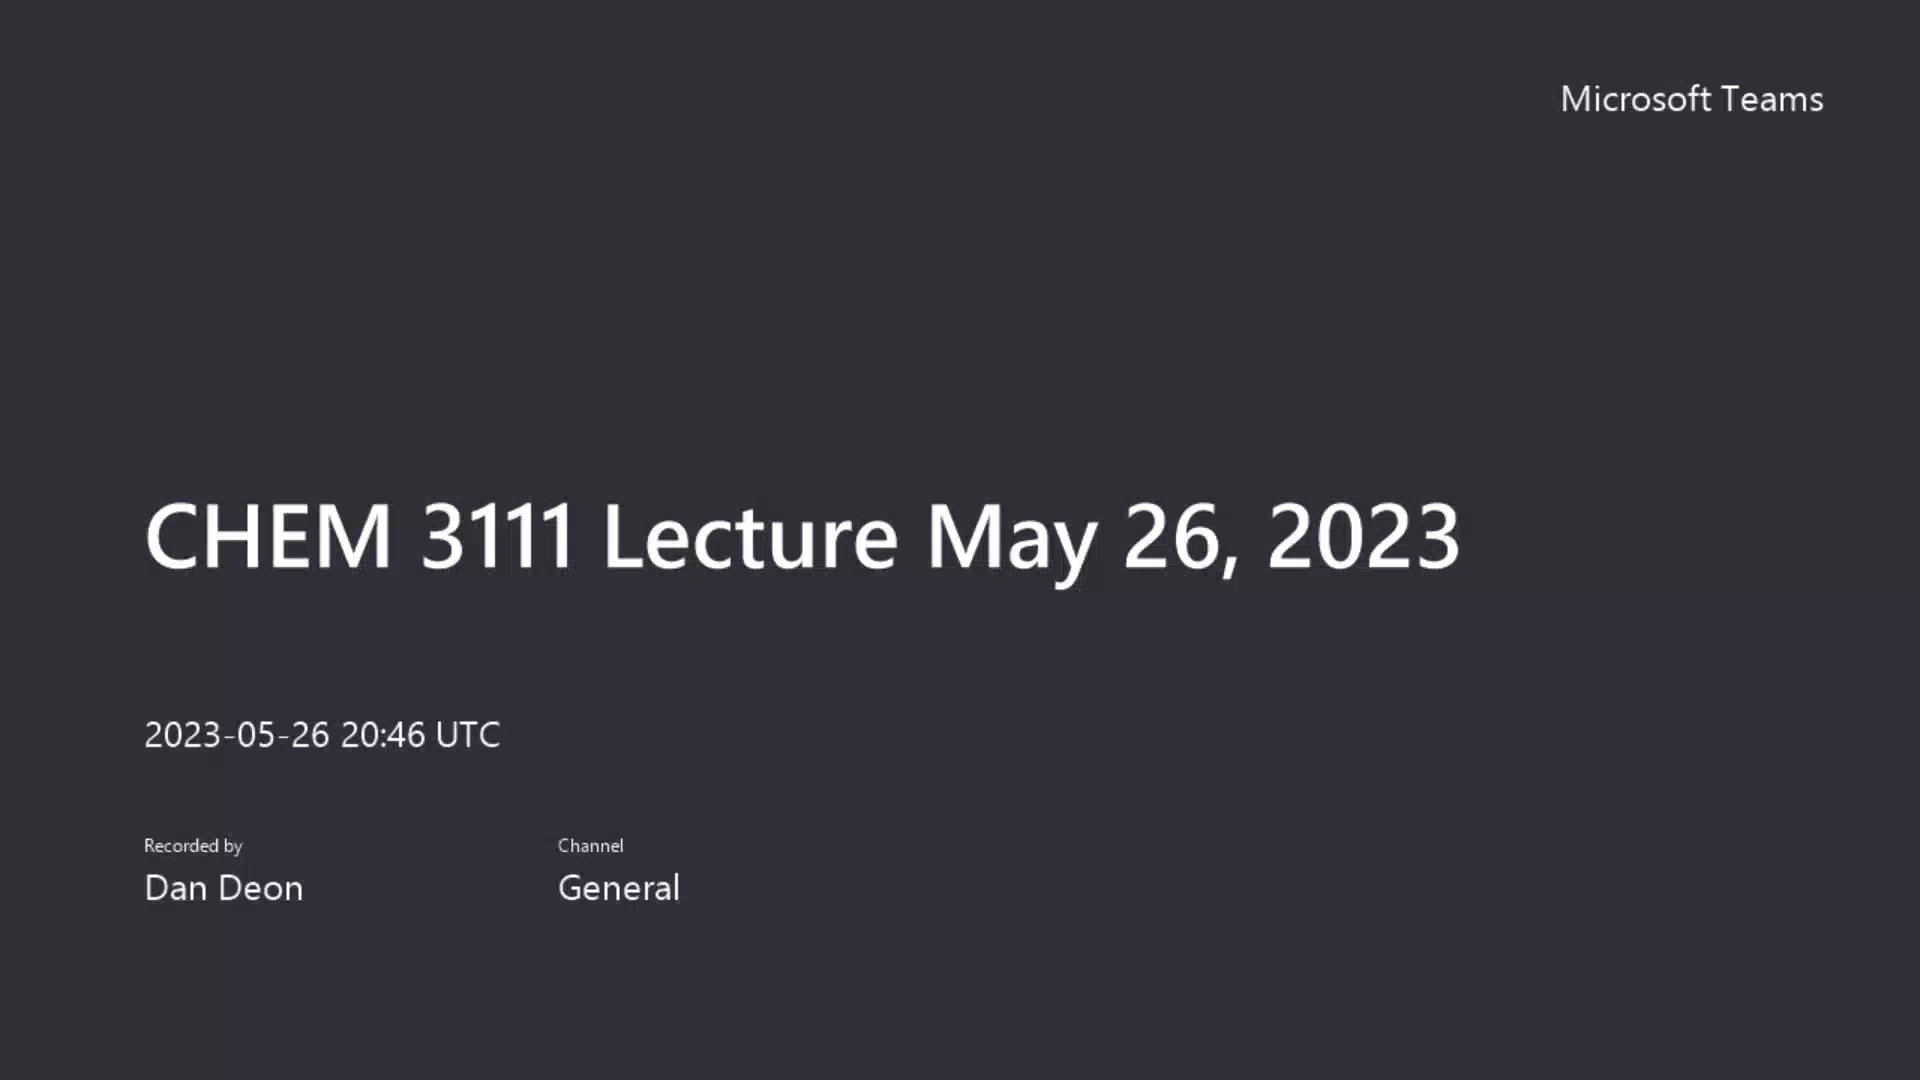 Microsoft Teams
CHEM 3111 Lecture May 26, 2023
2023-05-26 20:46 UTC
Recorded by
Dan Deon
Channel
General